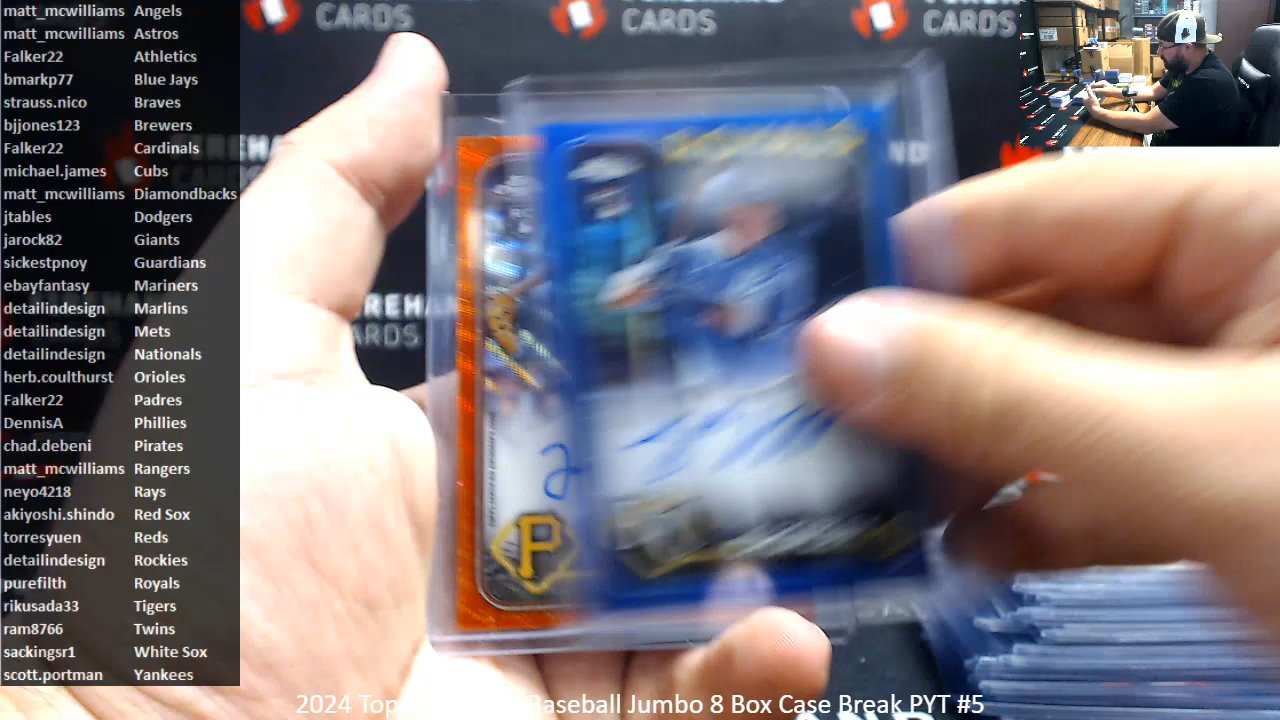 matt_mcwilliams Angels
matt_mcwilliams Astros
Falker22 Athletics
bmarkp77 Blue Jays
strauss.nico Braves
bjjones123 Brewers
Falker22 Cardinals
michael.james Cubs
matt_mcwilliams Diamondbacks
jtables Dodgers
jarock82 Giants
sickestpnoy Guardians
ebayfantasy Mariners
detailindesign Marlins
detailindesign Mets
detailindesign Nationals
herb.coulthurst Orioles
Falker22 Padres
DennisA Phillies
chad.debeni Pirates
matt_mcwilliams Rangers
neyo4218 Rays
akiyoshi.shindo Red Sox
torresyuen Reds
detailindesign Rockies
purefilth Royals
rikusada33 Tigers
ram8766 Twins
sackingsr1 White Sox
scott.portman Yankees
CARDS
CARDS
CARDS
ND
CARDS
P
2024 Top Baseball Jumbo 8 Box Case Break PYT #5